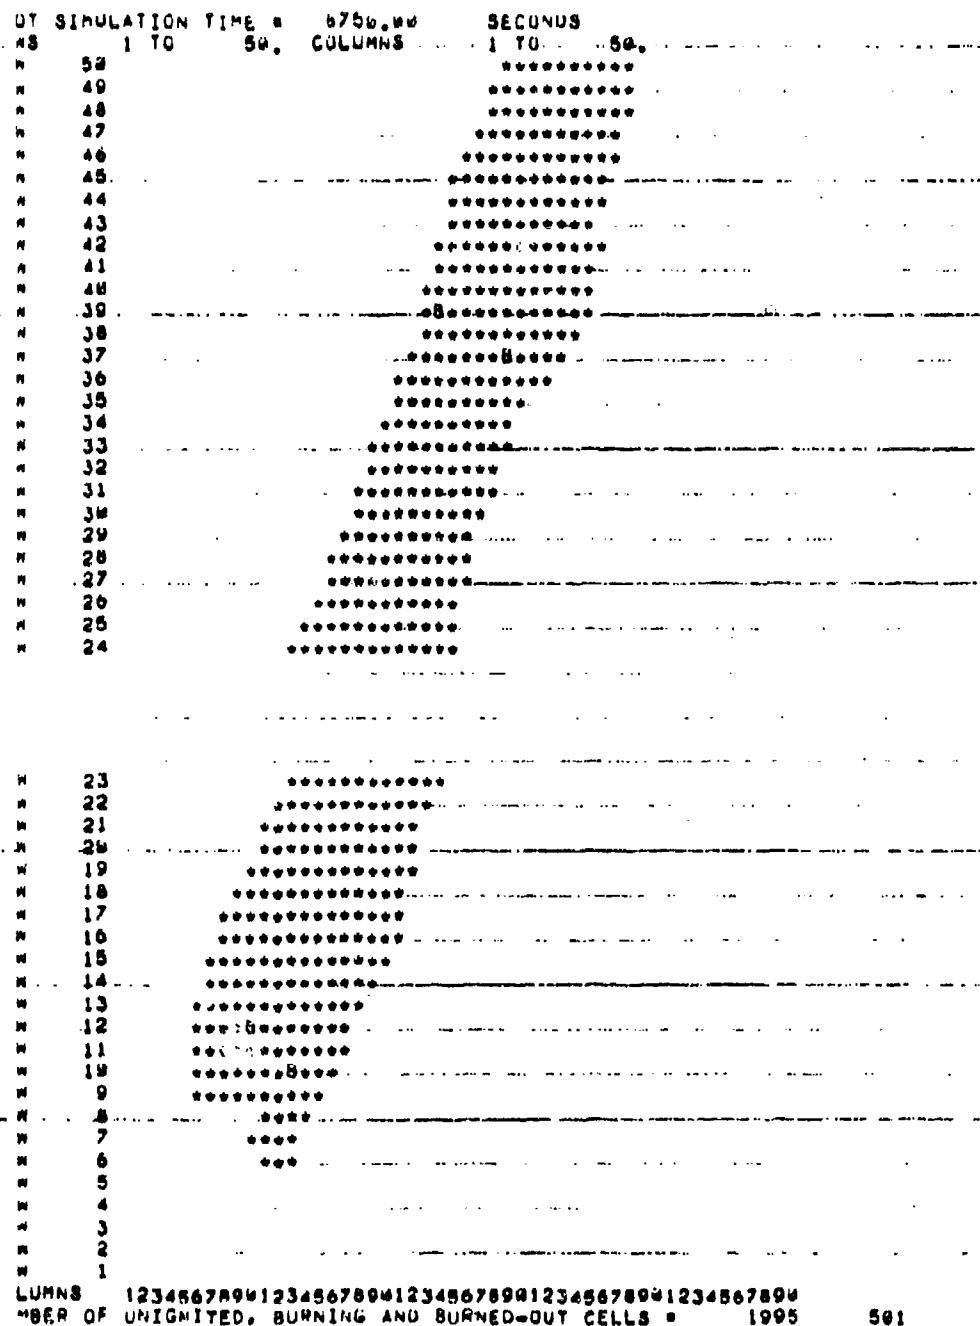 OT SIMULATION TIME = 6750.00 SECONDS
WS 1 TO 50, COLUMNS 1 TO 50,
W 50 **********
W 49 ***********
W 48 ***********
W 47 ***********
W 46 ************
W 45 ************
W 44 ************
W 43 ***********
W 42 ******* ******
W 41 ************
W 40 *************
W 39 *B***********
W 38 ************
W 37 *******B****
W 36 ************
W 35 **********
W 34 **********
W 33 ***********
W 32 **********
W 31 ***********
W 30 **********
W 29 **********
W 28 ***********
W 27 ***********
W 26 ***********
W 25 ************
W 24 *************
W 23 ************
W 22 ************
W 21 ************
W 20 ************
W 19 *************
W 18 *************
W 17 **************
W 16 **************
W 15 **************
W 14 *************
W 13 *************
W 12 **** B*******
W 11 ** *******
W 10 *******B***
W 9 **********
W 8 ****
W 7 ****
W 6 ***
W 5
W 4
W 3
W 2
W 1
LUMNS 12345678901234567890123456789012345678901234567890
MBER OF UNIGNITED, BURNING AND BURNED-OUT CELLS = 1995 501